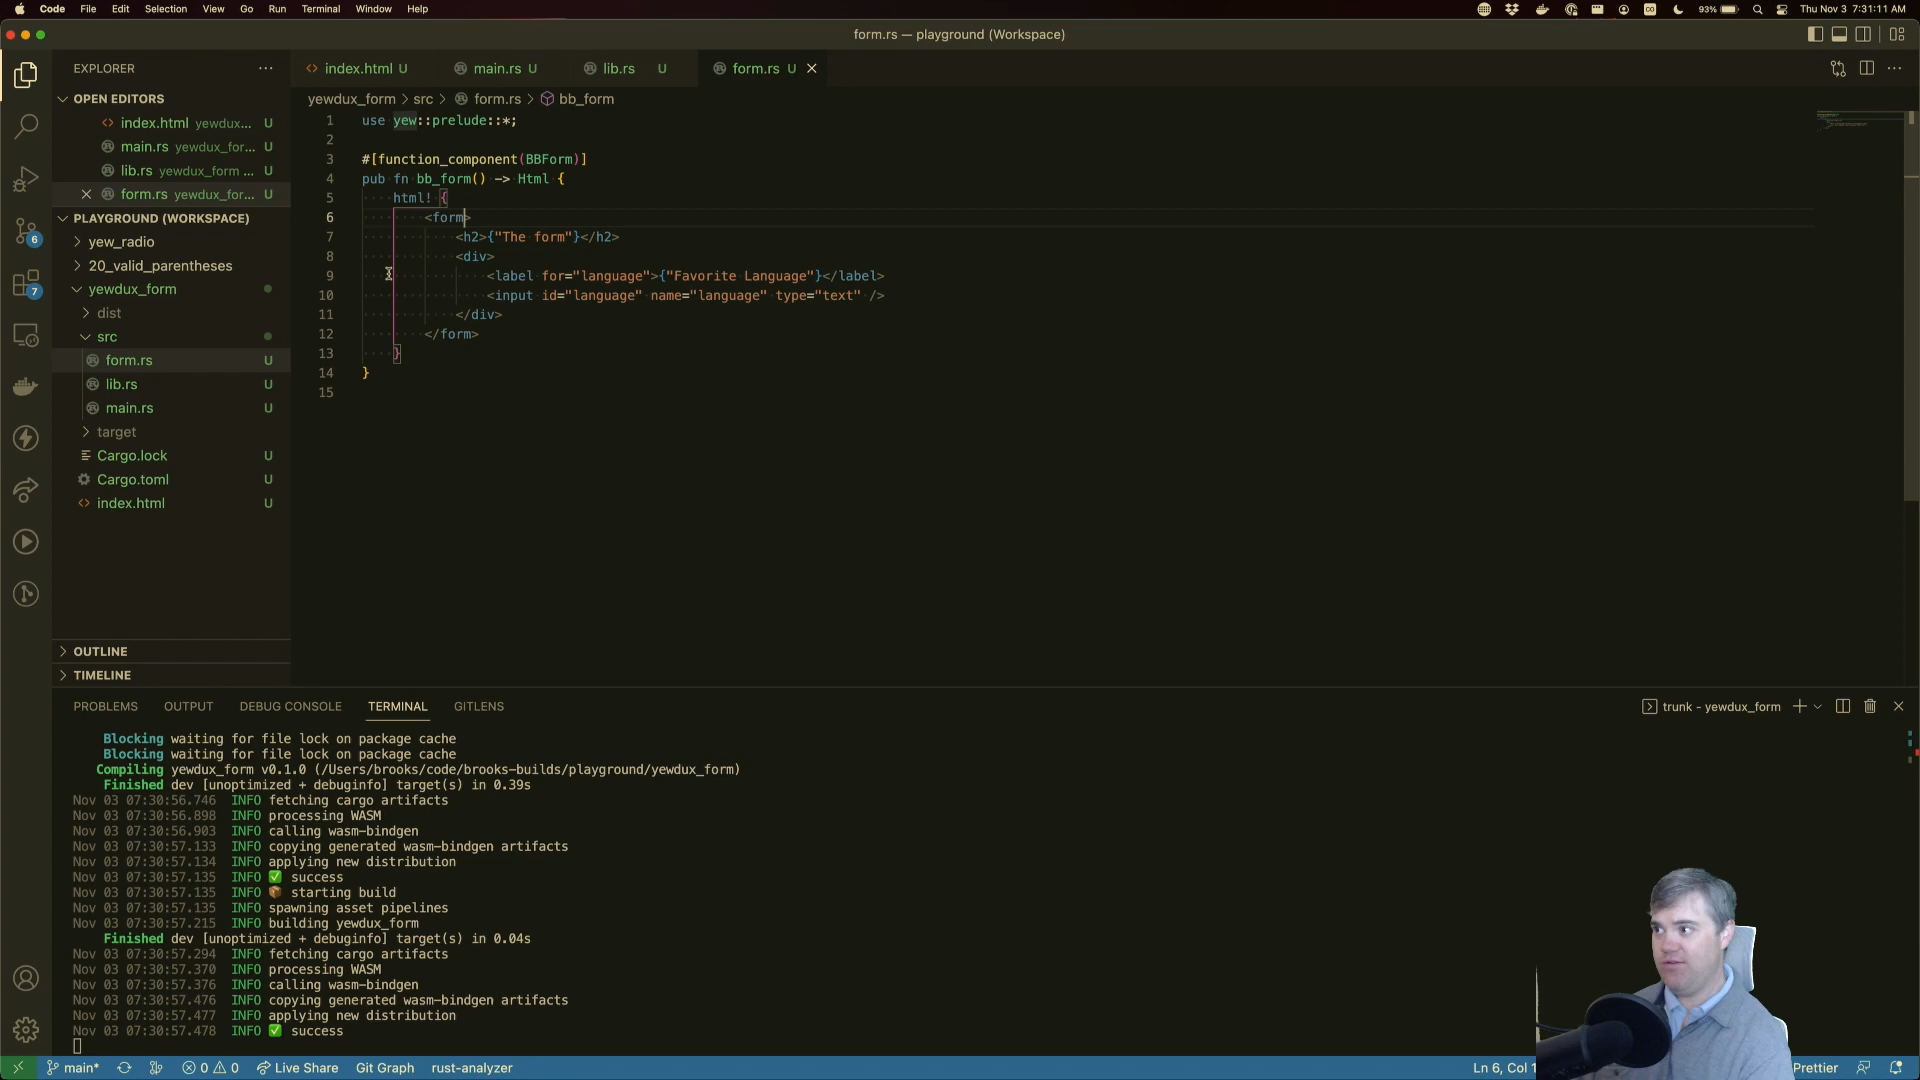 Code File Edit Selection View Go Run Terminal Window Help 93% Thu Nov 3 7:31:11 AM
form.rs — playground (Workspace)
EXPLORER
index.html U main.rs U lib.rs U form.rs U
OPEN EDITORS
index.html yewdux... U
main.rs yewdux_for... U
lib.rs yewdux_form ... U
form.rs yewdux_for... U
PLAYGROUND (WORKSPACE)
yew_radio
20_valid_parentheses
yewdux_form
dist
src
form.rs U
lib.rs U
main.rs U
target
Cargo.lock U
Cargo.toml U
index.html U
OUTLINE
TIMELINE
6
7
yewdux_form > src > form.rs > bb_form
1 use yew::prelude::*;
2
3 #[function_component(BBForm)]
4 pub fn bb_form() -> Html {
5 html! {
6 <form>
7 <h2>{"The form"}</h2>
8 <div>
9 <label for="language">{"Favorite Language"}</label>
10 <input id="language" name="language" type="text" />
11 </div>
12 </form>
13 }
14 }
15
PROBLEMS OUTPUT DEBUG CONSOLE TERMINAL GITLENS
trunk - yewdux_form
Blocking waiting for file lock on package cache
Blocking waiting for file lock on package cache
Compiling yewdux_form v0.1.0 (/Users/brooks/code/brooks-builds/playground/yewdux_form)
Finished dev [unoptimized + debuginfo] target(s) in 0.39s
Nov 03 07:30:56.746 INFO fetching cargo artifacts
Nov 03 07:30:56.898 INFO processing WASM
Nov 03 07:30:56.903 INFO calling wasm-bindgen
Nov 03 07:30:57.133 INFO copying generated wasm-bindgen artifacts
Nov 03 07:30:57.134 INFO applying new distribution
Nov 03 07:30:57.135 INFO ✅ success
Nov 03 07:30:57.135 INFO 📦 starting build
Nov 03 07:30:57.135 INFO spawning asset pipelines
Nov 03 07:30:57.215 INFO building yewdux_form
Finished dev [unoptimized + debuginfo] target(s) in 0.04s
Nov 03 07:30:57.294 INFO fetching cargo artifacts
Nov 03 07:30:57.370 INFO processing WASM
Nov 03 07:30:57.376 INFO calling wasm-bindgen
Nov 03 07:30:57.476 INFO copying generated wasm-bindgen artifacts
Nov 03 07:30:57.477 INFO applying new distribution
Nov 03 07:30:57.478 INFO ✅ success
main* 0 0 Live Share Git Graph rust-analyzer Ln 6, Col 1 Prettier